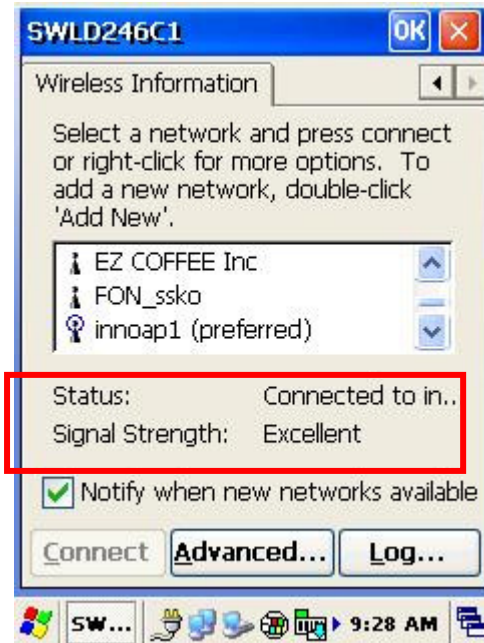 SWLD246C1 OK
Wireless Information
Select a network and press connect
or right-click for more options. To
add a new network, double-click
'Add New'.
EZ COFFEE Inc
FON_ssko
innoap1 (preferred)
Status: Connected to in..
Signal Strength: Excellent
Notify when new networks available
Connect Advanced... Log...
SW... 9:28 AM